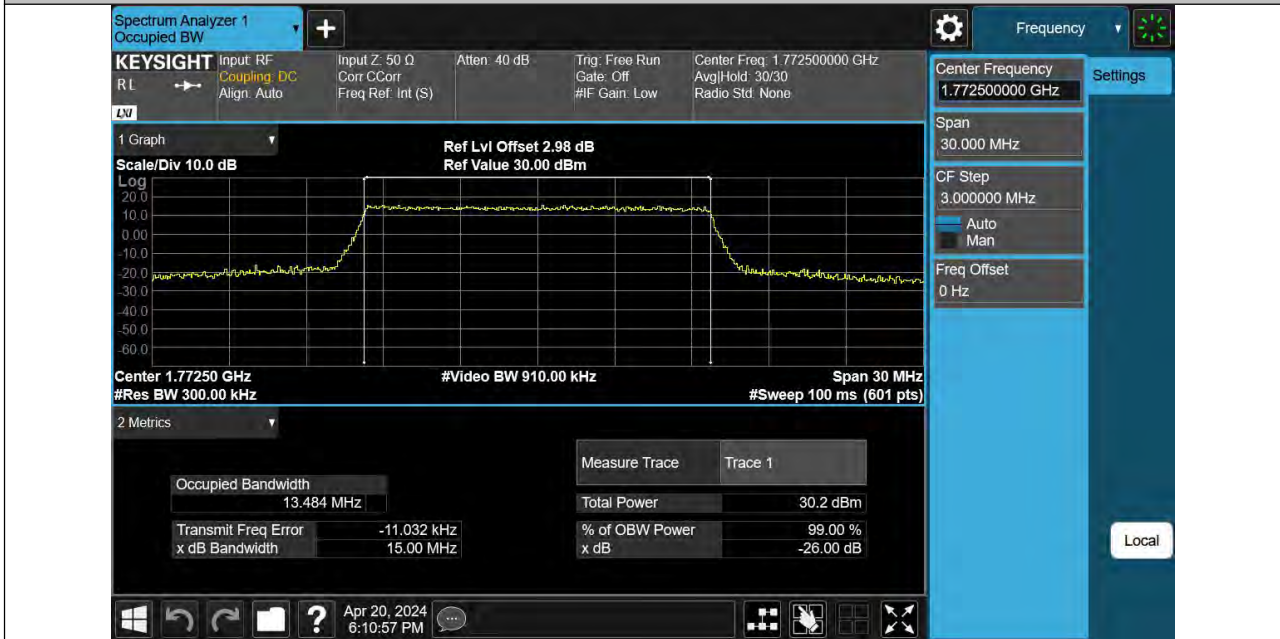 Spectrum Analyzer 1
Occupied BW
+
Frequency
KEYSIGHT
RL
LXI
Input: RF
Coupling: DC
Align: Auto
Input Z: 50 Ω
Corr CCorr
Freq Ref: Int (S)
Atten: 40 dB
Trig: Free Run
Gate: Off
#IF Gain: Low
Center Freq: 1.772500000 GHz
Avg|Hold: 30/30
Radio Std: None
Center Frequency
1.772500000 GHz
Settings
Span
30.000 MHz
CF Step
3.000000 MHz
Auto
Man
Freq Offset
0 Hz
1 Graph
Scale/Div 10.0 dB
Ref Lvl Offset 2.98 dB
Ref Value 30.00 dBm
Log
20.0
10.0
0.00
-10.0
-20.0
-30.0
-40.0
-50.0
-60.0
Center 1.77250 GHz
#Video BW 910.00 kHz
Span 30 MHz
#Res BW 300.00 kHz
#Sweep 100 ms (601 pts)
2 Metrics
Measure Trace Trace 1
Occupied Bandwidth
13.484 MHz
Total Power 30.2 dBm
Transmit Freq Error -11.032 kHz
% of OBW Power 99.00 %
x dB Bandwidth 15.00 MHz
x dB -26.00 dB
Local
?
Apr 20, 2024
6:10:57 PM